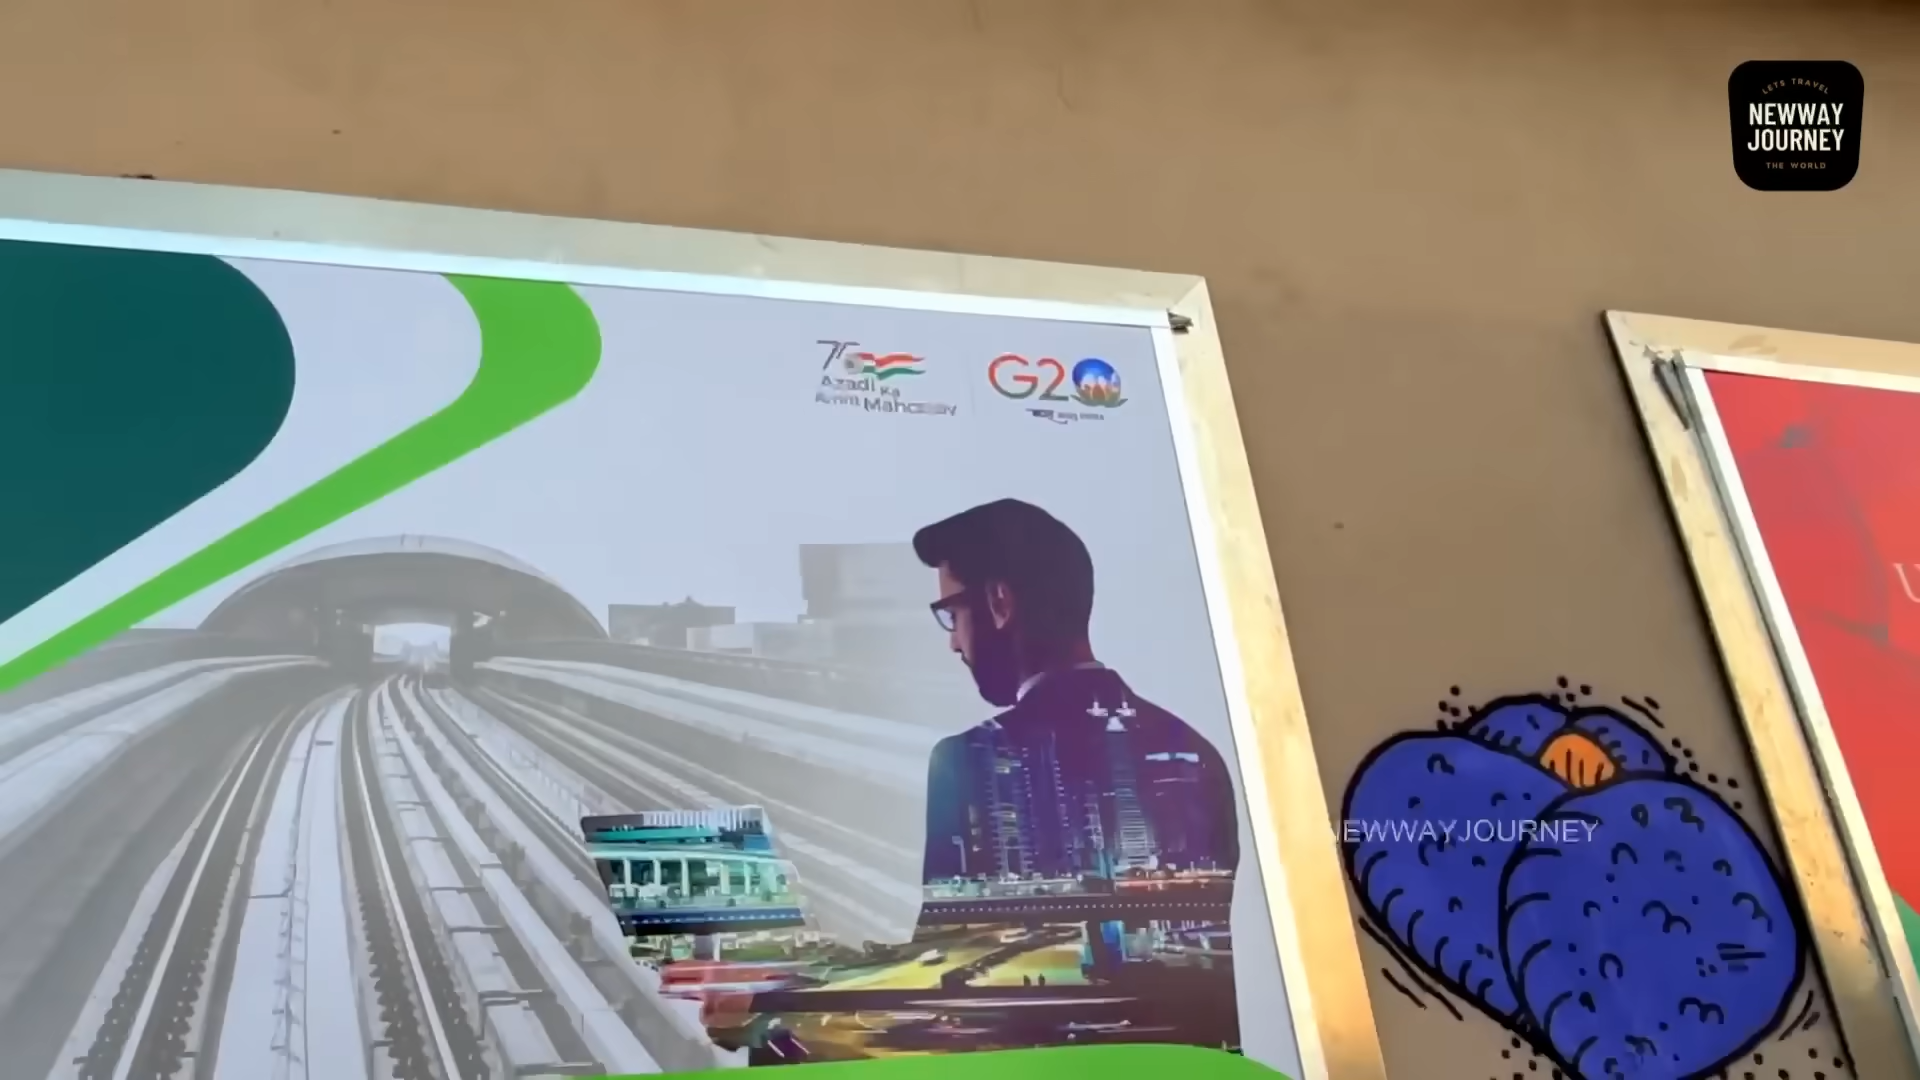 LETS TRAVEL
NEWWAY
JOURNEY
THE WORLD
75
Azadi Ka
Amrit Mahotsav
G20
NEWWAYJOURNEY